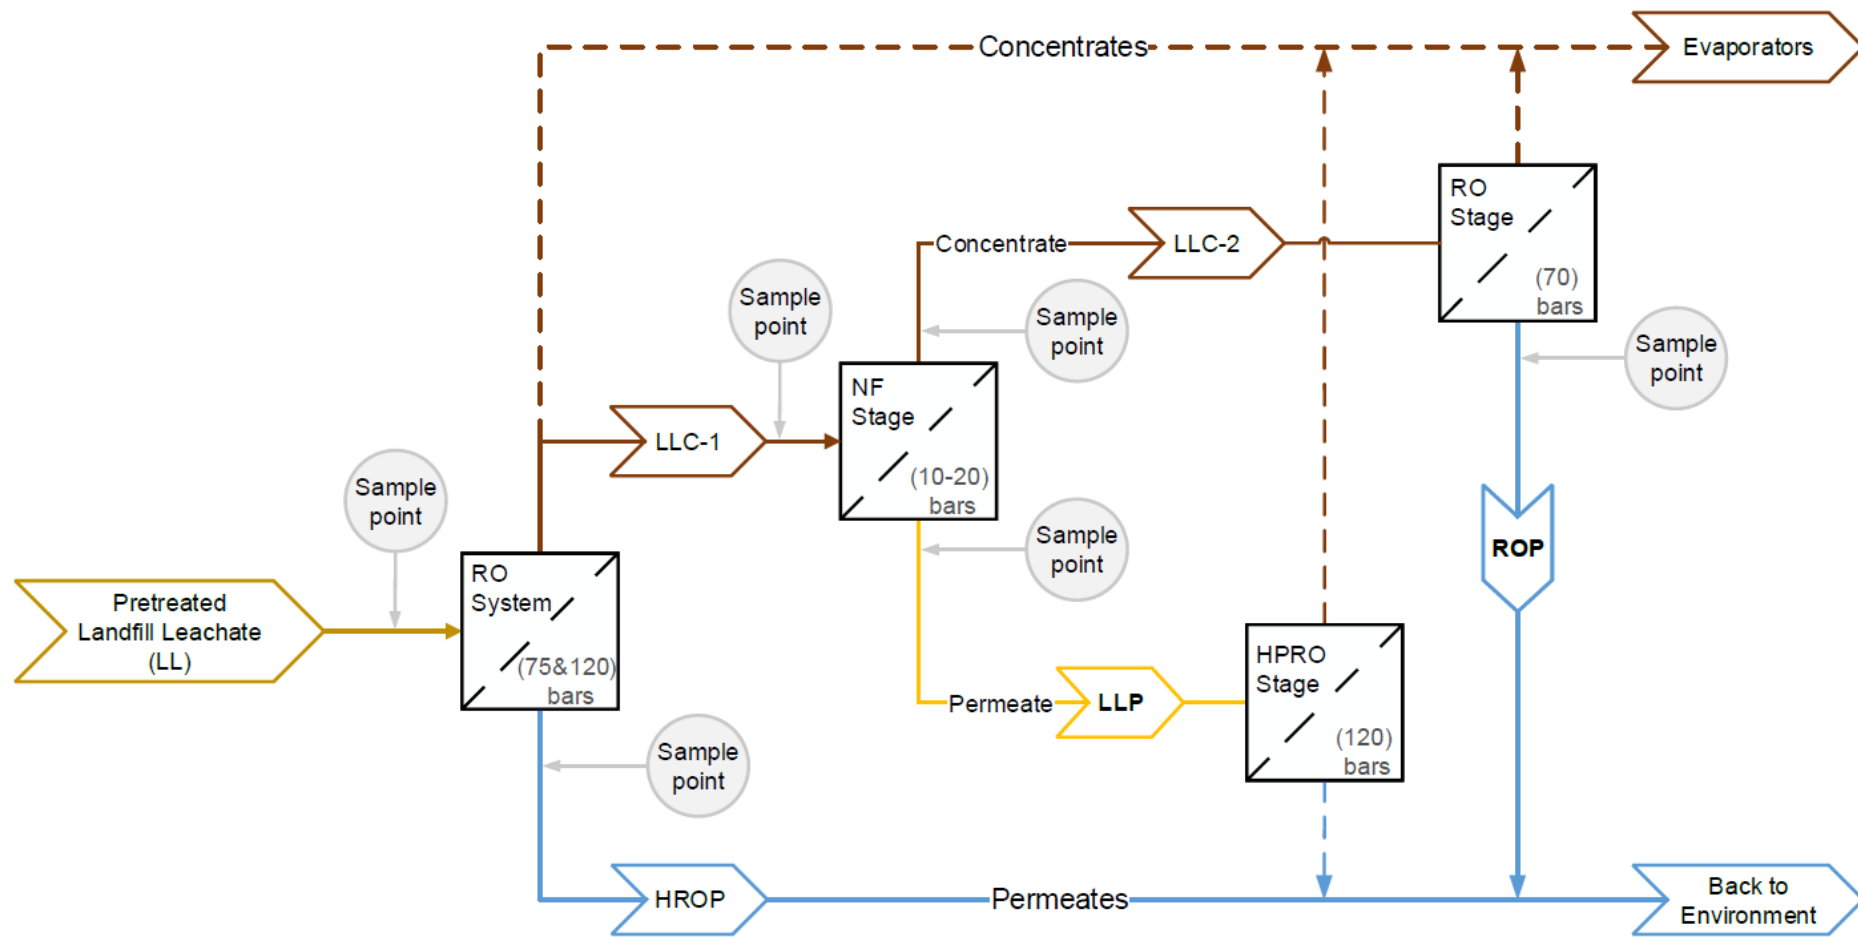 Concentrates
Evaporators
RO
Stage
(70)
bars
Concentrate
LLC-2
Sample
point
Sample
point
Sample
point
NF
Stage
(10-20)
bars
LLC-1
Sample
point
Sample
point
ROP
Pretreated
Landfill Leachate
(LL)
RO
System
(75&120)
bars
Permeate
LLP
HPRO
Stage
(120)
bars
Sample
point
HROP
Permeates
Back to
Environment